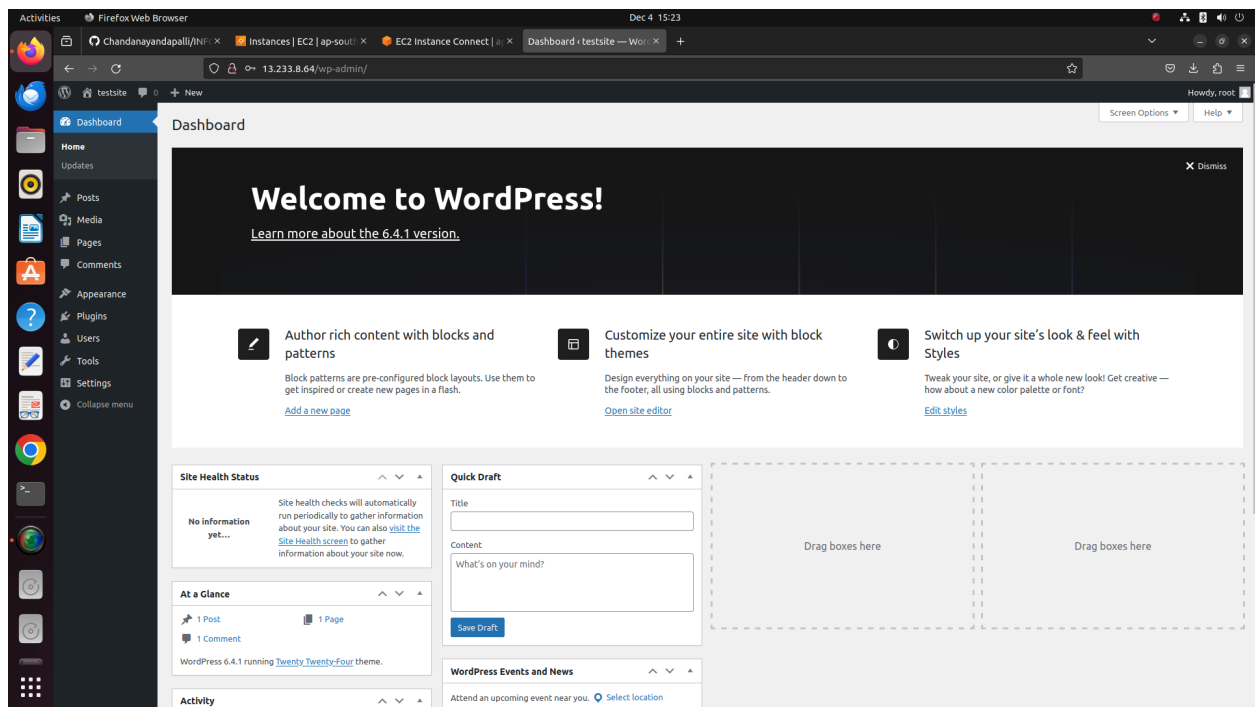 Activities
Firefox Web Browser
Dec 4 15:23
Chandanayandapalli/INF
Instances | EC2 | ap-south
EC2 Instance Connect | a
Dashboard ‹ testsite — Wor
13.233.8.64/wp-admin/
testsite
0
+ New
Howdy, root
Dashboard
Home
Updates
Posts
Media
Pages
Comments
Appearance
Plugins
Users
Tools
Settings
Collapse menu
Dashboard
Screen Options
Help
Dismiss
Welcome to WordPress!
Learn more about the 6.4.1 version.
Author rich content with blocks and
patterns
Block patterns are pre-configured block layouts. Use them to
get inspired or create new pages in a flash.
Add a new page
Customize your entire site with block
themes
Design everything on your site — from the header down to
the footer, all using blocks and patterns.
Open site editor
Switch up your site’s look & feel with
Styles
Tweak your site, or give it a whole new look! Get creative —
how about a new color palette or font?
Edit styles
Site Health Status
No information
yet…
Site health checks will automatically
run periodically to gather information
about your site. You can also visit the
Site Health screen to gather
information about your site now.
At a Glance
1 Post
1 Page
1 Comment
WordPress 6.4.1 running Twenty Twenty-Four theme.
Activity
Quick Draft
Title
Content
What’s on your mind?
Save Draft
WordPress Events and News
Attend an upcoming event near you.
Select location
Drag boxes here
Drag boxes here